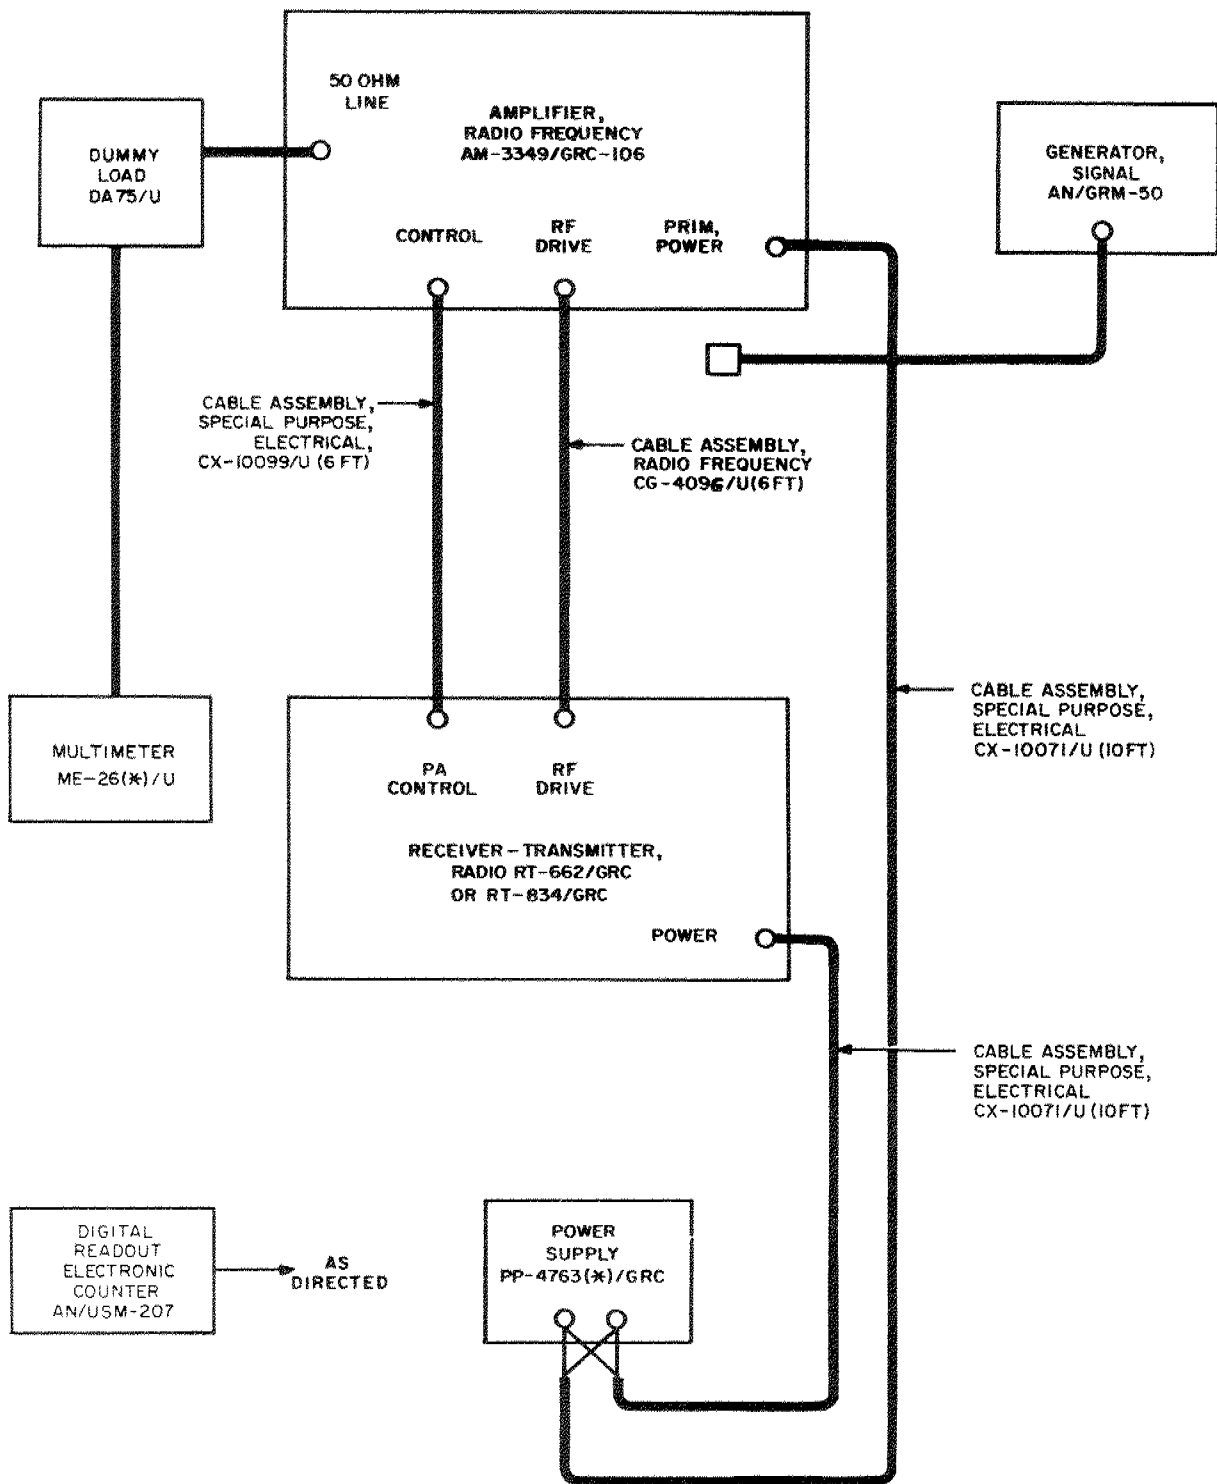 50 OHM
LINE
AMPLIFIER,
RADIO FREQUENCY
AM-3349/GRC-106
CONTROL
RF
DRIVE
PRIM,
POWER
DUMMY
LOAD
DA75/U
GENERATOR,
SIGNAL
AN/GRM-50
CABLE ASSEMBLY,
SPECIAL PURPOSE,
ELECTRICAL,
CX-10099/U (6 FT)
CABLE ASSEMBLY,
RADIO FREQUENCY
CG-4096/U(6FT)
MULTIMETER
ME-26(*)/U
PA
CONTROL
RF
DRIVE
RECEIVER-TRANSMITTER,
RADIO RT-662/GRC
OR RT-834/GRC
POWER
CABLE ASSEMBLY,
SPECIAL PURPOSE,
ELECTRICAL
CX-10071/U (10FT)
CABLE ASSEMBLY,
SPECIAL PURPOSE,
ELECTRICAL
CX-10071/U (10FT)
DIGITAL
READOUT
ELECTRONIC
COUNTER
AN/USM-207
AS
DIRECTED
POWER
SUPPLY
PP-4763(*)/GRC